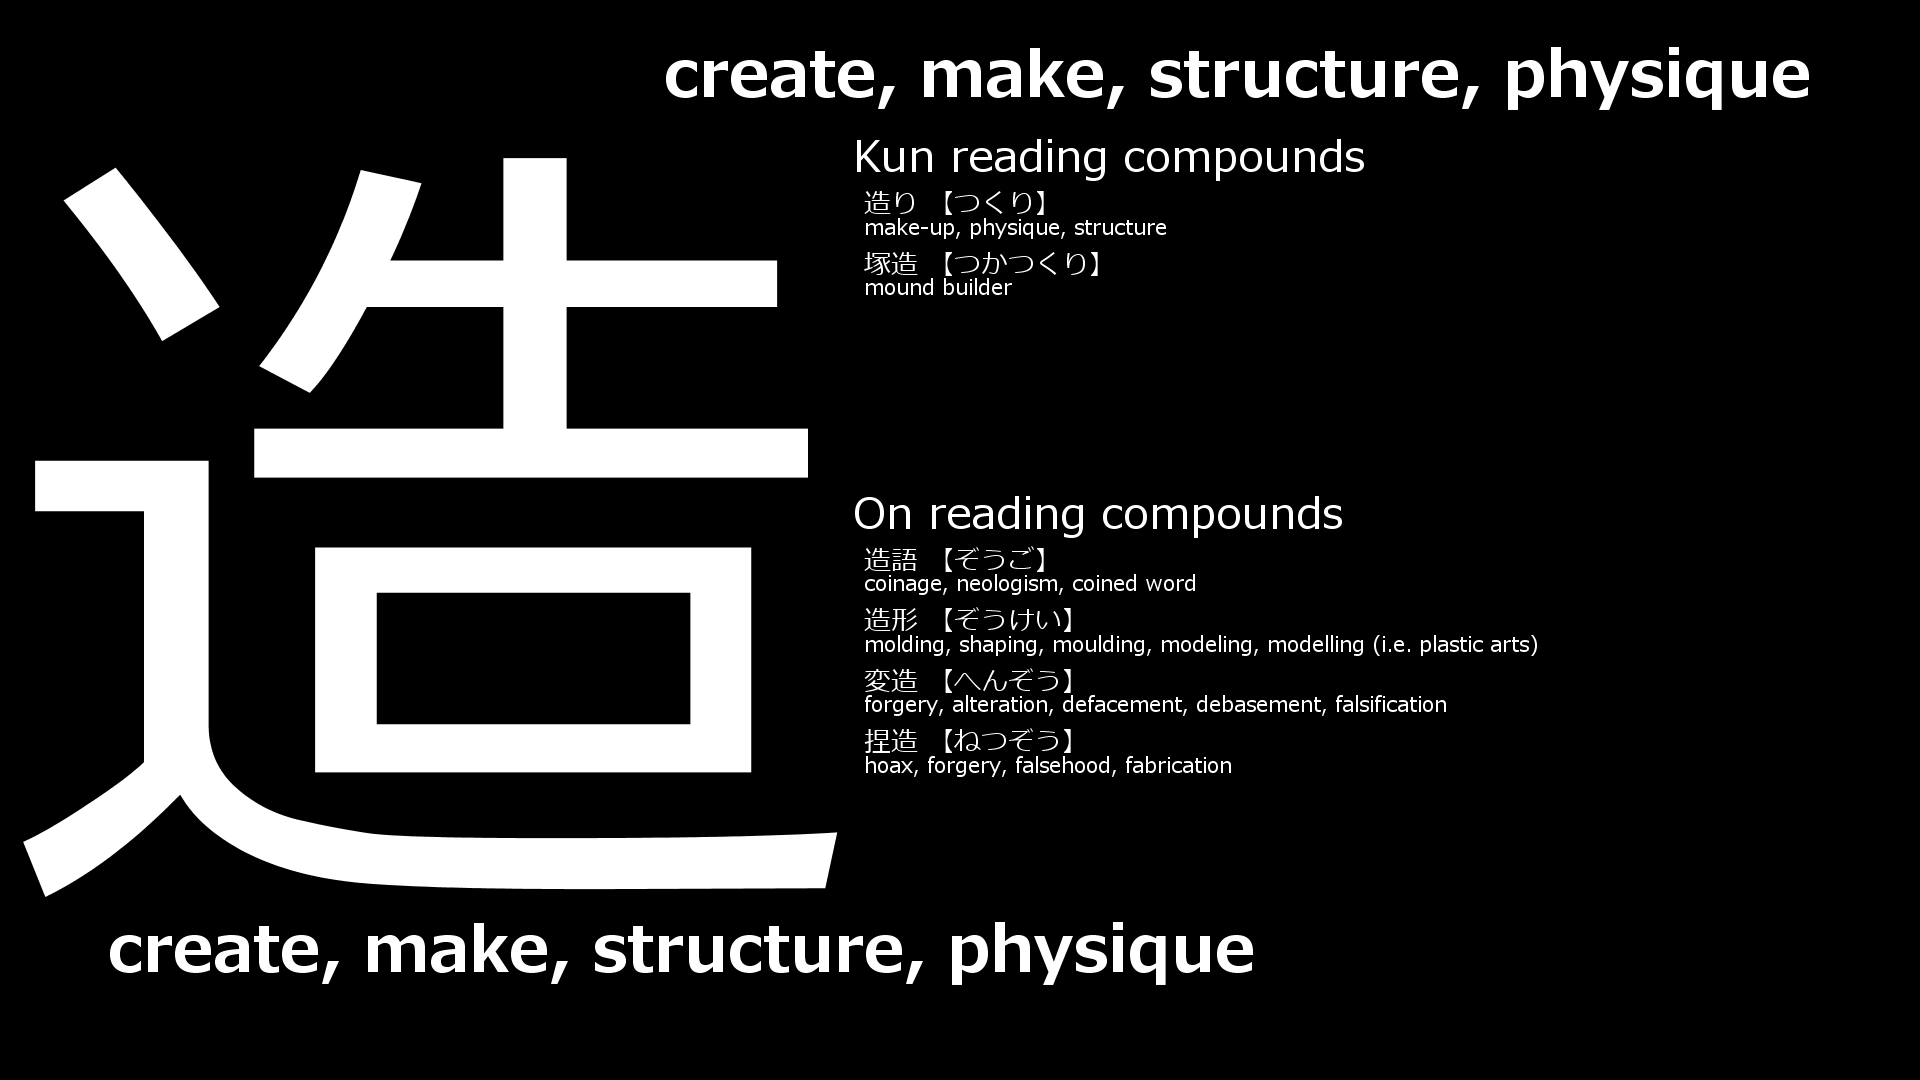 create, make, structure, physique
造
Kun reading compounds
造り 【つくり】
make-up, physique, structure
塚造 【つかつくり】
mound builder
On reading compounds
造語 【ぞうご】
coinage, neologism, coined word
造形 【ぞうけい】
molding, shaping, moulding, modeling, modelling (i.e. plastic arts)
変造 【へんぞう】
forgery, alteration, defacement, debasement, falsification
捏造 【ねつぞう】
hoax, forgery, falsehood, fabrication
create, make, structure, physique